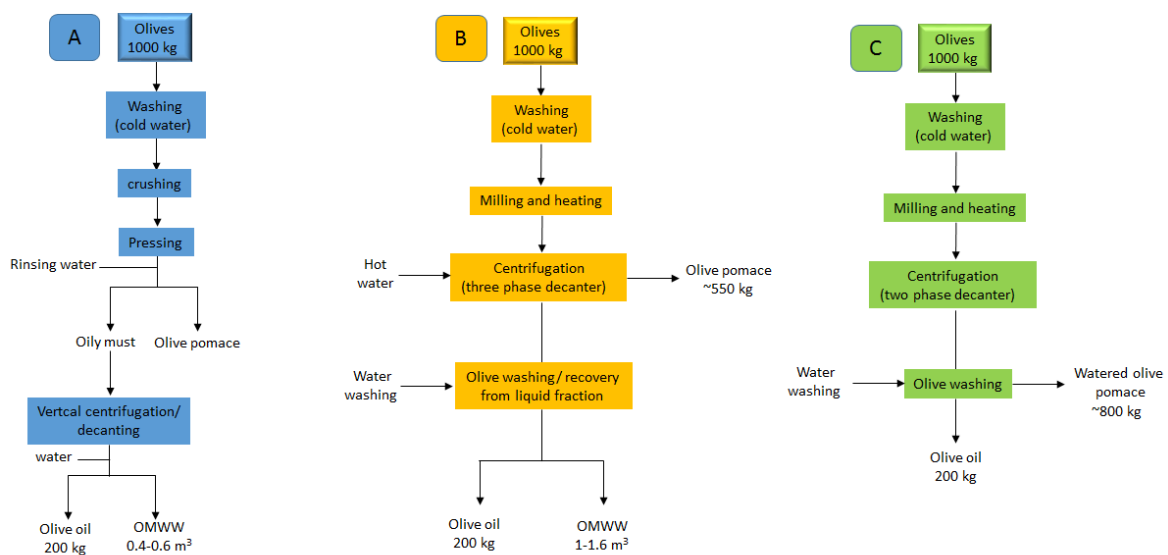 A
Olives
1000 kg
Washing
(cold water)
crushing
Pressing
Rinsing water
Oily must
Olive pomace
Vertcal centrifugation/
decanting
water
Olive oil
200 kg
OMWW
0.4-0.6 m³
B
Olives
1000 kg
Washing
(cold water)
Milling and heating
Hot
water
Centrifugation
(three phase decanter)
Olive pomace
~550 kg
Water
washing
Olive washing/ recovery
from liquid fraction
Olive oil
200 kg
OMWW
1-1.6 m³
C
Olives
1000 kg
Washing
(cold water)
Milling and heating
Centrifugation
(two phase decanter)
Water
washing
Olive washing
Watered olive
pomace
~800 kg
Olive oil
200 kg